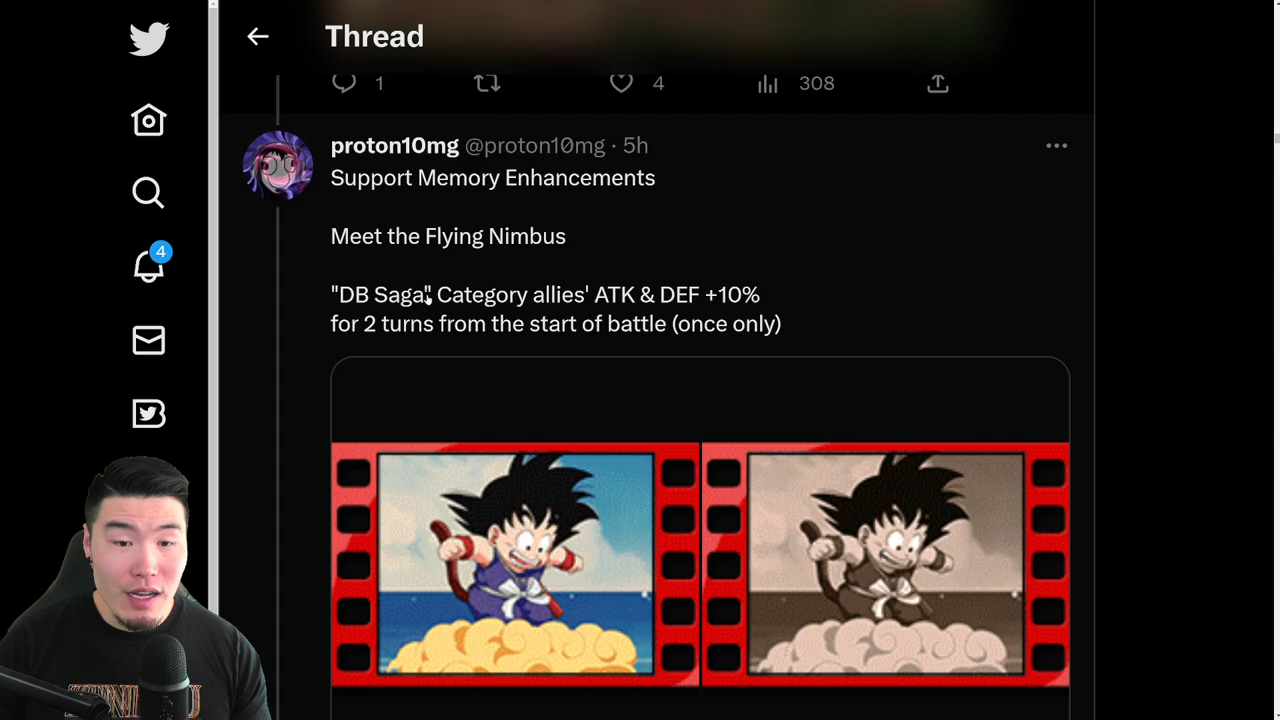 Thread
1
4
308
proton10mg @proton10mg · 5h
Support Memory Enhancements
4
Meet the Flying Nimbus
"DB Saga" Category allies' ATK & DEF +10%
for 2 turns from the start of battle (once only)